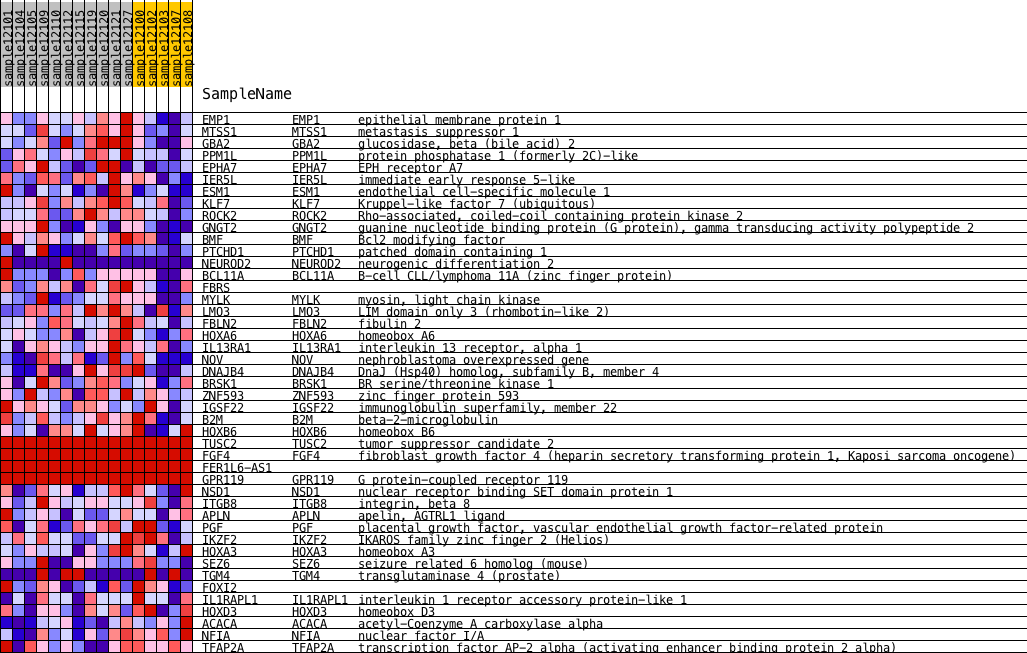 sample12101
sample12104
sample12105
sample12109
sample12110
sample12112
sample12115
sample12119
sample12120
sample12121
sample12127
sample12100
sample12102
sample12103
sample12107
sample12108
SampleName
EMP1 EMP1 epithelial membrane protein 1
MTSS1 MTSS1 metastasis suppressor 1
GBA2 GBA2 glucosidase, beta (bile acid) 2
PPM1L PPM1L protein phosphatase 1 (formerly 2C)-like
EPHA7 EPHA7 EPH receptor A7
IER5L IER5L immediate early response 5-like
ESM1 ESM1 endothelial cell-specific molecule 1
KLF7 KLF7 Kruppel-like factor 7 (ubiquitous)
ROCK2 ROCK2 Rho-associated, coiled-coil containing protein kinase 2
GNGT2 GNGT2 guanine nucleotide binding protein (G protein), gamma transducing activity polypeptide 2
BMF BMF Bcl2 modifying factor
PTCHD1 PTCHD1 patched domain containing 1
NEUROD2 NEUROD2 neurogenic differentiation 2
BCL11A BCL11A B-cell CLL/lymphoma 11A (zinc finger protein)
FBRS
MYLK MYLK myosin, light chain kinase
LMO3 LMO3 LIM domain only 3 (rhombotin-like 2)
FBLN2 FBLN2 fibulin 2
HOXA6 HOXA6 homeobox A6
IL13RA1 IL13RA1 interleukin 13 receptor, alpha 1
NOV NOV nephroblastoma overexpressed gene
DNAJB4 DNAJB4 DnaJ (Hsp40) homolog, subfamily B, member 4
BRSK1 BRSK1 BR serine/threonine kinase 1
ZNF593 ZNF593 zinc finger protein 593
IGSF22 IGSF22 immunoglobulin superfamily, member 22
B2M B2M beta-2-microglobulin
HOXB6 HOXB6 homeobox B6
TUSC2 TUSC2 tumor suppressor candidate 2
FGF4 FGF4 fibroblast growth factor 4 (heparin secretory transforming protein 1, Kaposi sarcoma oncogene)
FER1L6-AS1
GPR119 GPR119 G protein-coupled receptor 119
NSD1 NSD1 nuclear receptor binding SET domain protein 1
ITGB8 ITGB8 integrin, beta 8
APLN APLN apelin, AGTRL1 ligand
PGF PGF placental growth factor, vascular endothelial growth factor-related protein
IKZF2 IKZF2 IKAROS family zinc finger 2 (Helios)
HOXA3 HOXA3 homeobox A3
SEZ6 SEZ6 seizure related 6 homolog (mouse)
TGM4 TGM4 transglutaminase 4 (prostate)
FOXI2
IL1RAPL1 IL1RAPL1 interleukin 1 receptor accessory protein-like 1
HOXD3 HOXD3 homeobox D3
ACACA ACACA acetyl-Coenzyme A carboxylase alpha
NFIA NFIA nuclear factor I/A
TFAP2A TFAP2A transcription factor AP-2 alpha (activating enhancer binding protein 2 alpha)